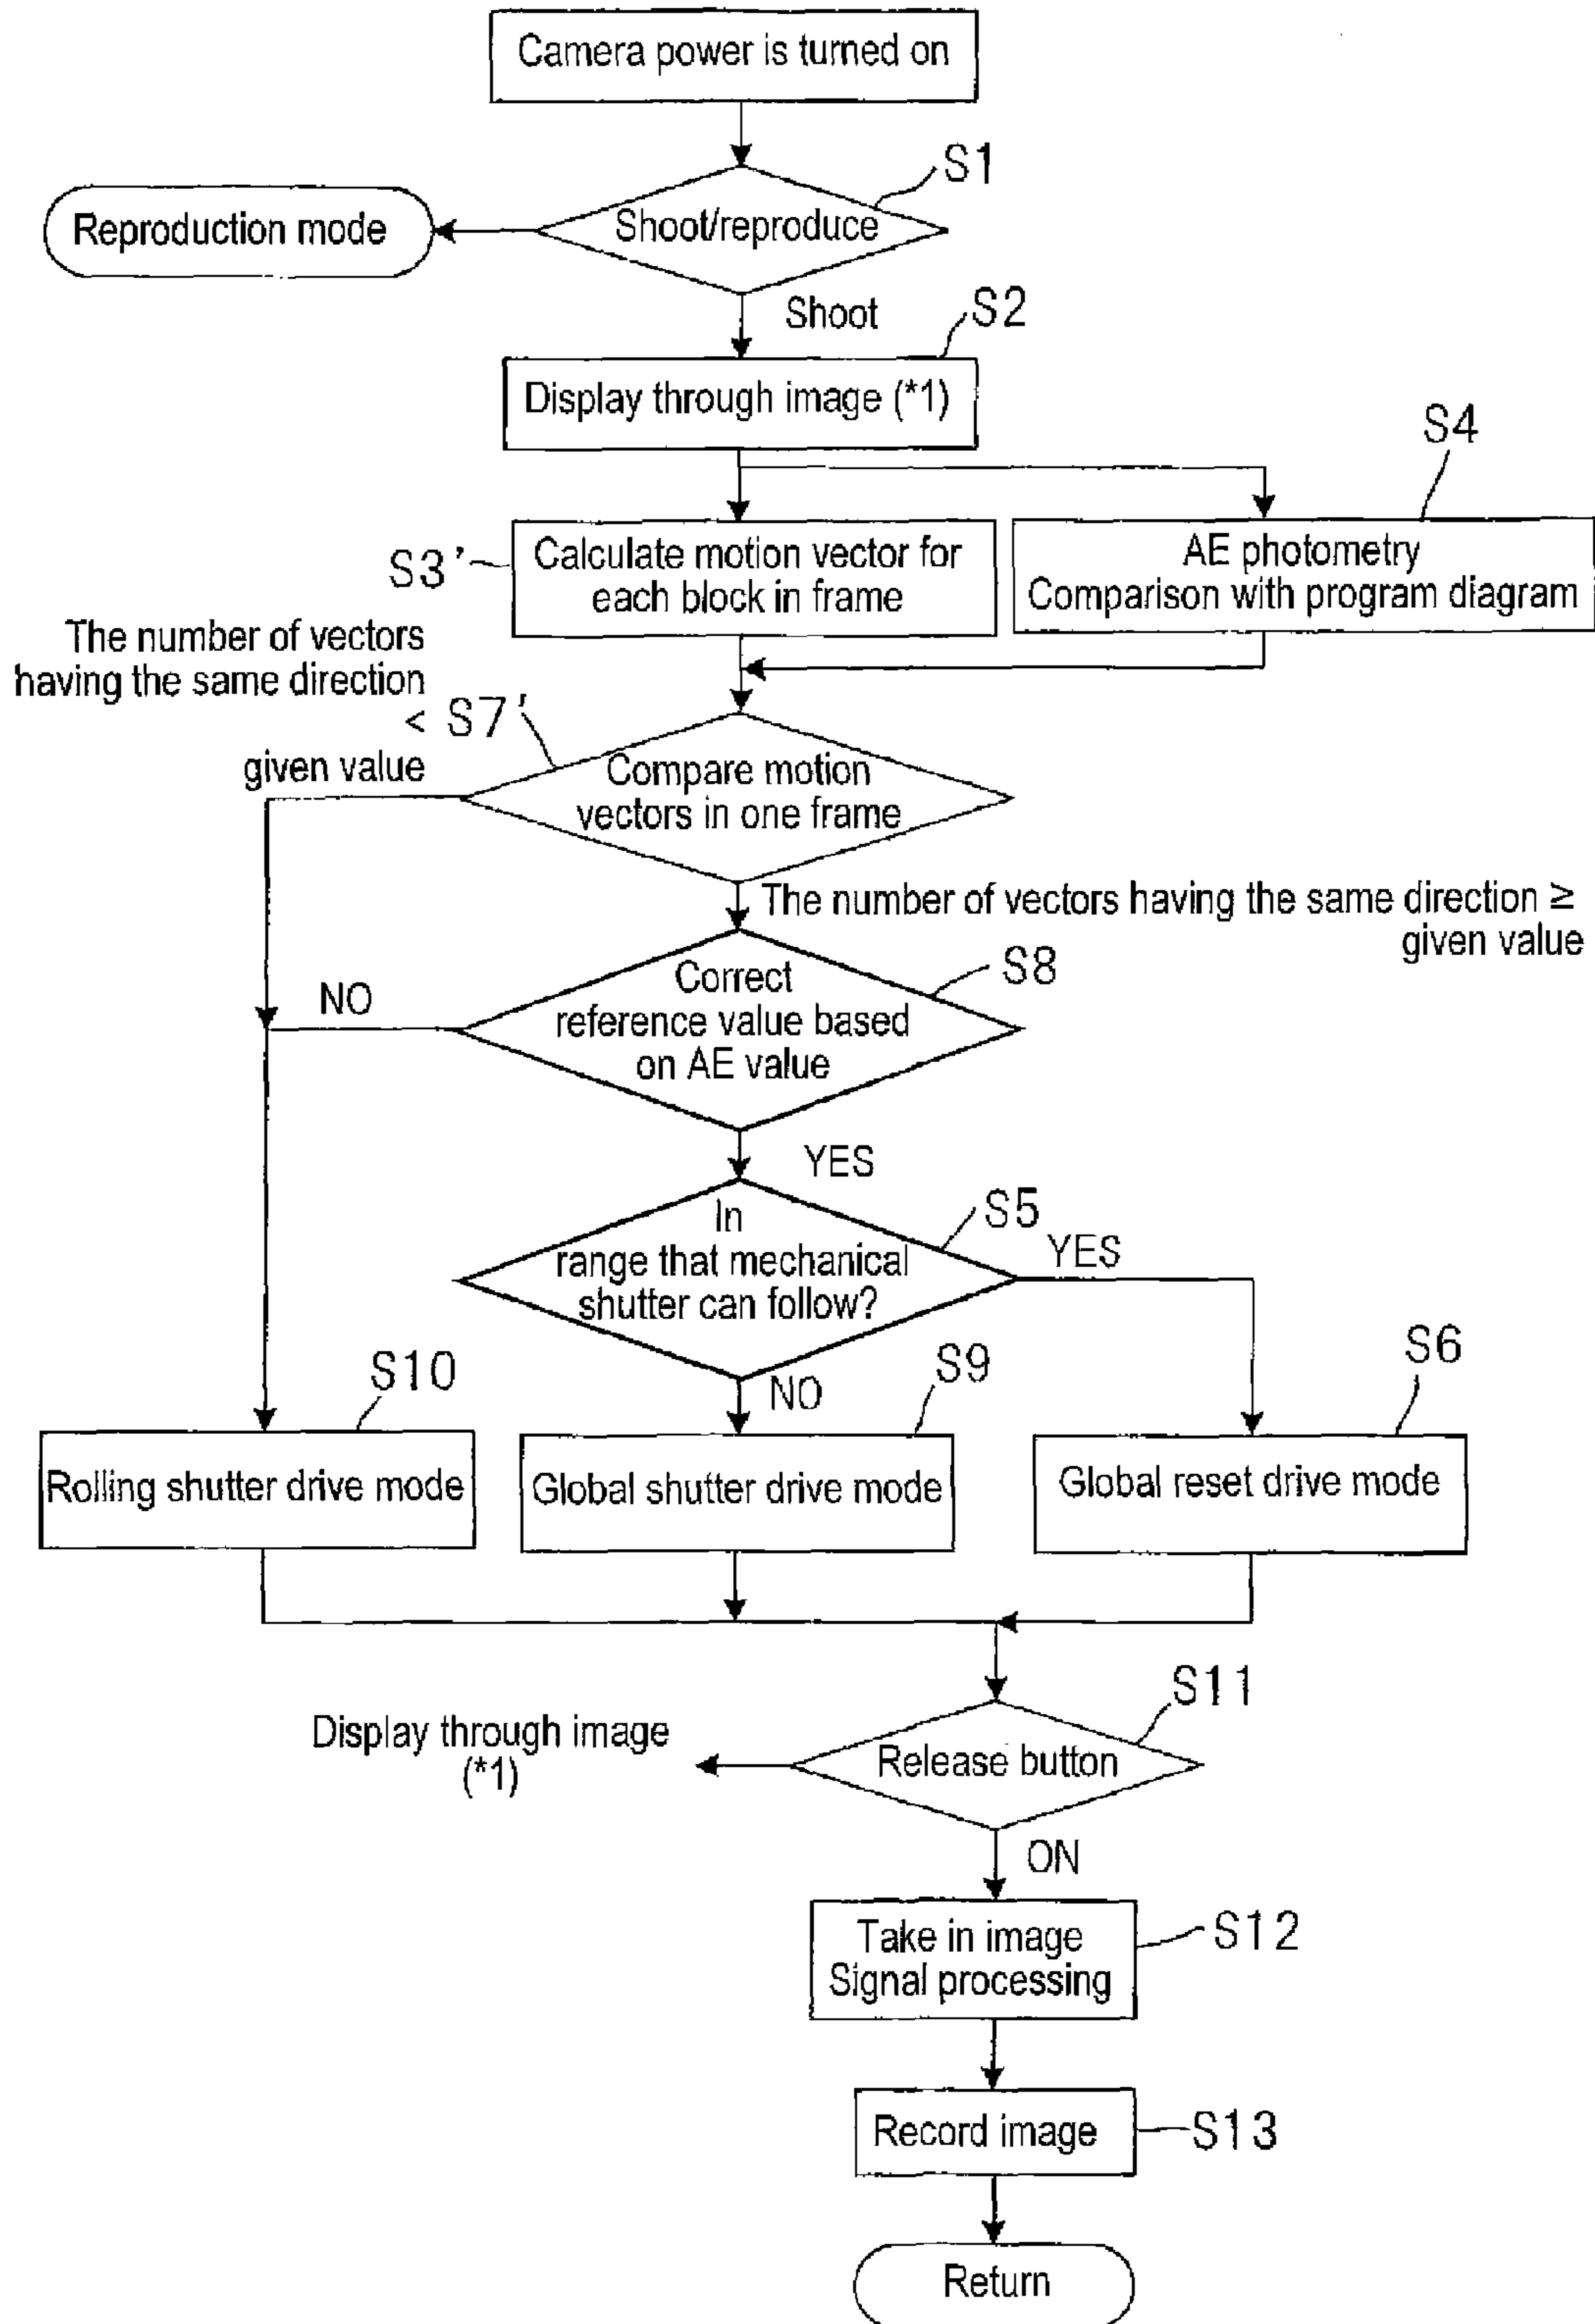 Camera power is turned on
S1
Shoot/reproduce
Reproduction mode
Shoot
S2
Display through image (*1)
S4
S3'
Calculate motion vector for
each block in frame
AE photometry
Comparison with program diagram
The number of vectors
having the same direction
< S7'
given value
Compare motion
vectors in one frame
The number of vectors having the same direction ≥
given value
S8
Correct
reference value based
on AE value
NO
YES
S5
In
range that mechanical
shutter can follow?
YES
S10
NO
S9
S6
Rolling shutter drive mode
Global shutter drive mode
Global reset drive mode
S11
Display through image
(*1)
Release button
ON
Take in image
Signal processing
S12
Record image
S13
Return